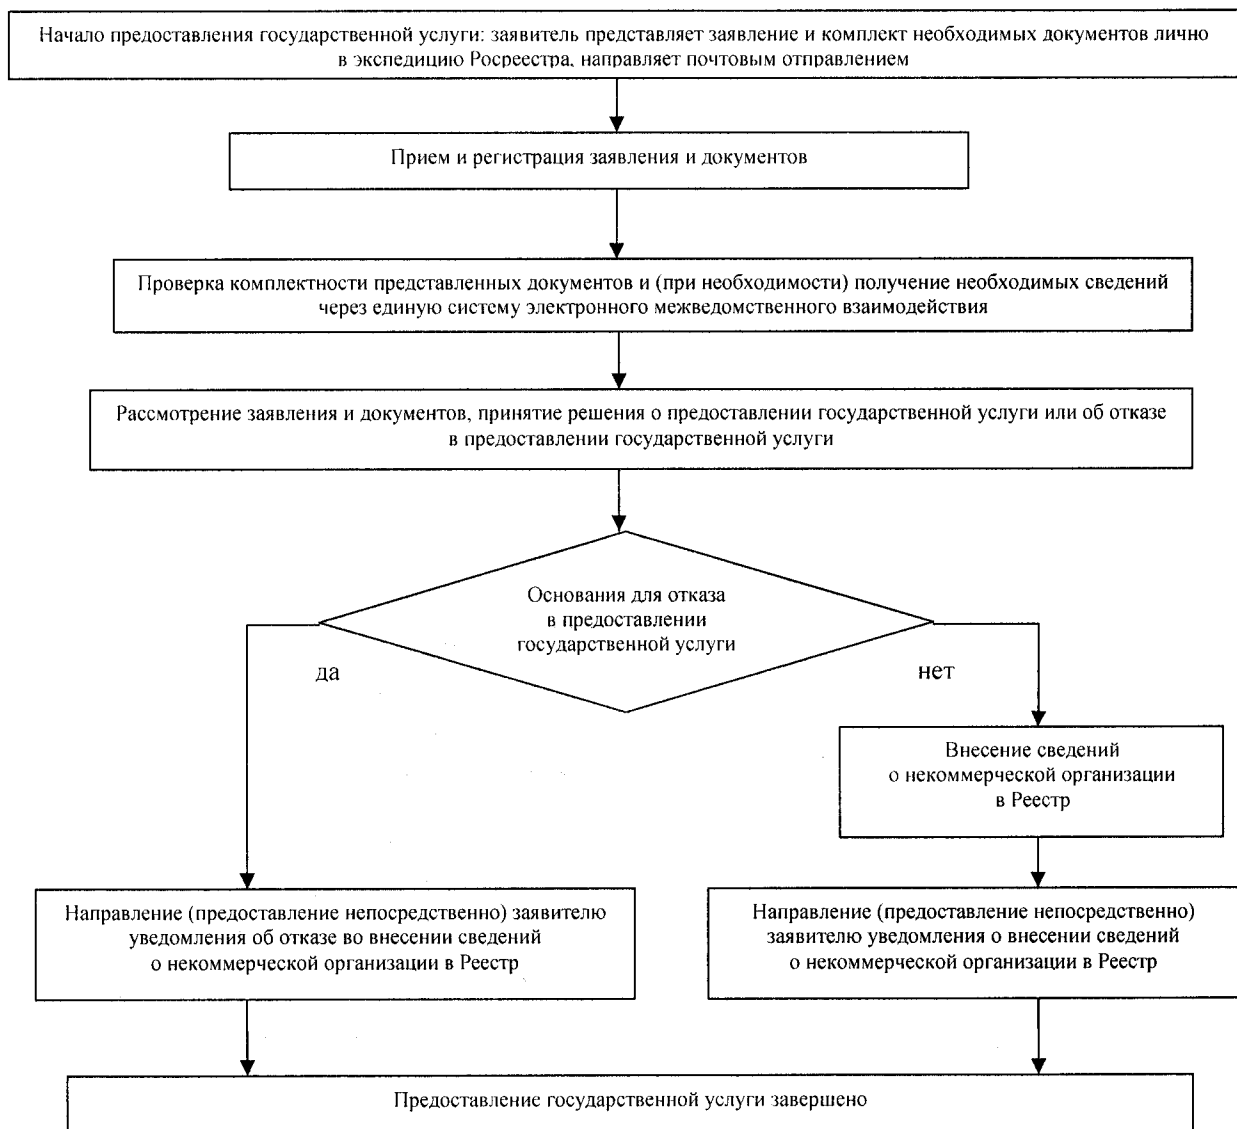 Начало предоставления государственной услуги: заявитель представляет заявление и комплект необходимых документов лично
в экспедицию Росреестра, направляет почтовым отправлением
Прием и регистрация заявления и документов
Проверка комплектности представленных документов и (при необходимости) получение необходимых сведений
через единую систему электронного межведомственного взаимодействия
Рассмотрение заявления и документов, принятие решения о предоставлении государственной услуги или об отказе
в предоставлении государственной услуги
Основания для отказа
в предоставлении
государственной услуги
да
нет
Внесение сведений
о некоммерческой организации
в Реестр
Направление (предоставление непосредственно) заявителю
уведомления об отказе во внесении сведений
о некоммерческой организации в Реестр
Направление (предоставление непосредственно)
заявителю уведомления о внесении сведений
о некоммерческой организации в Реестр
Предоставление государственной услуги завершено